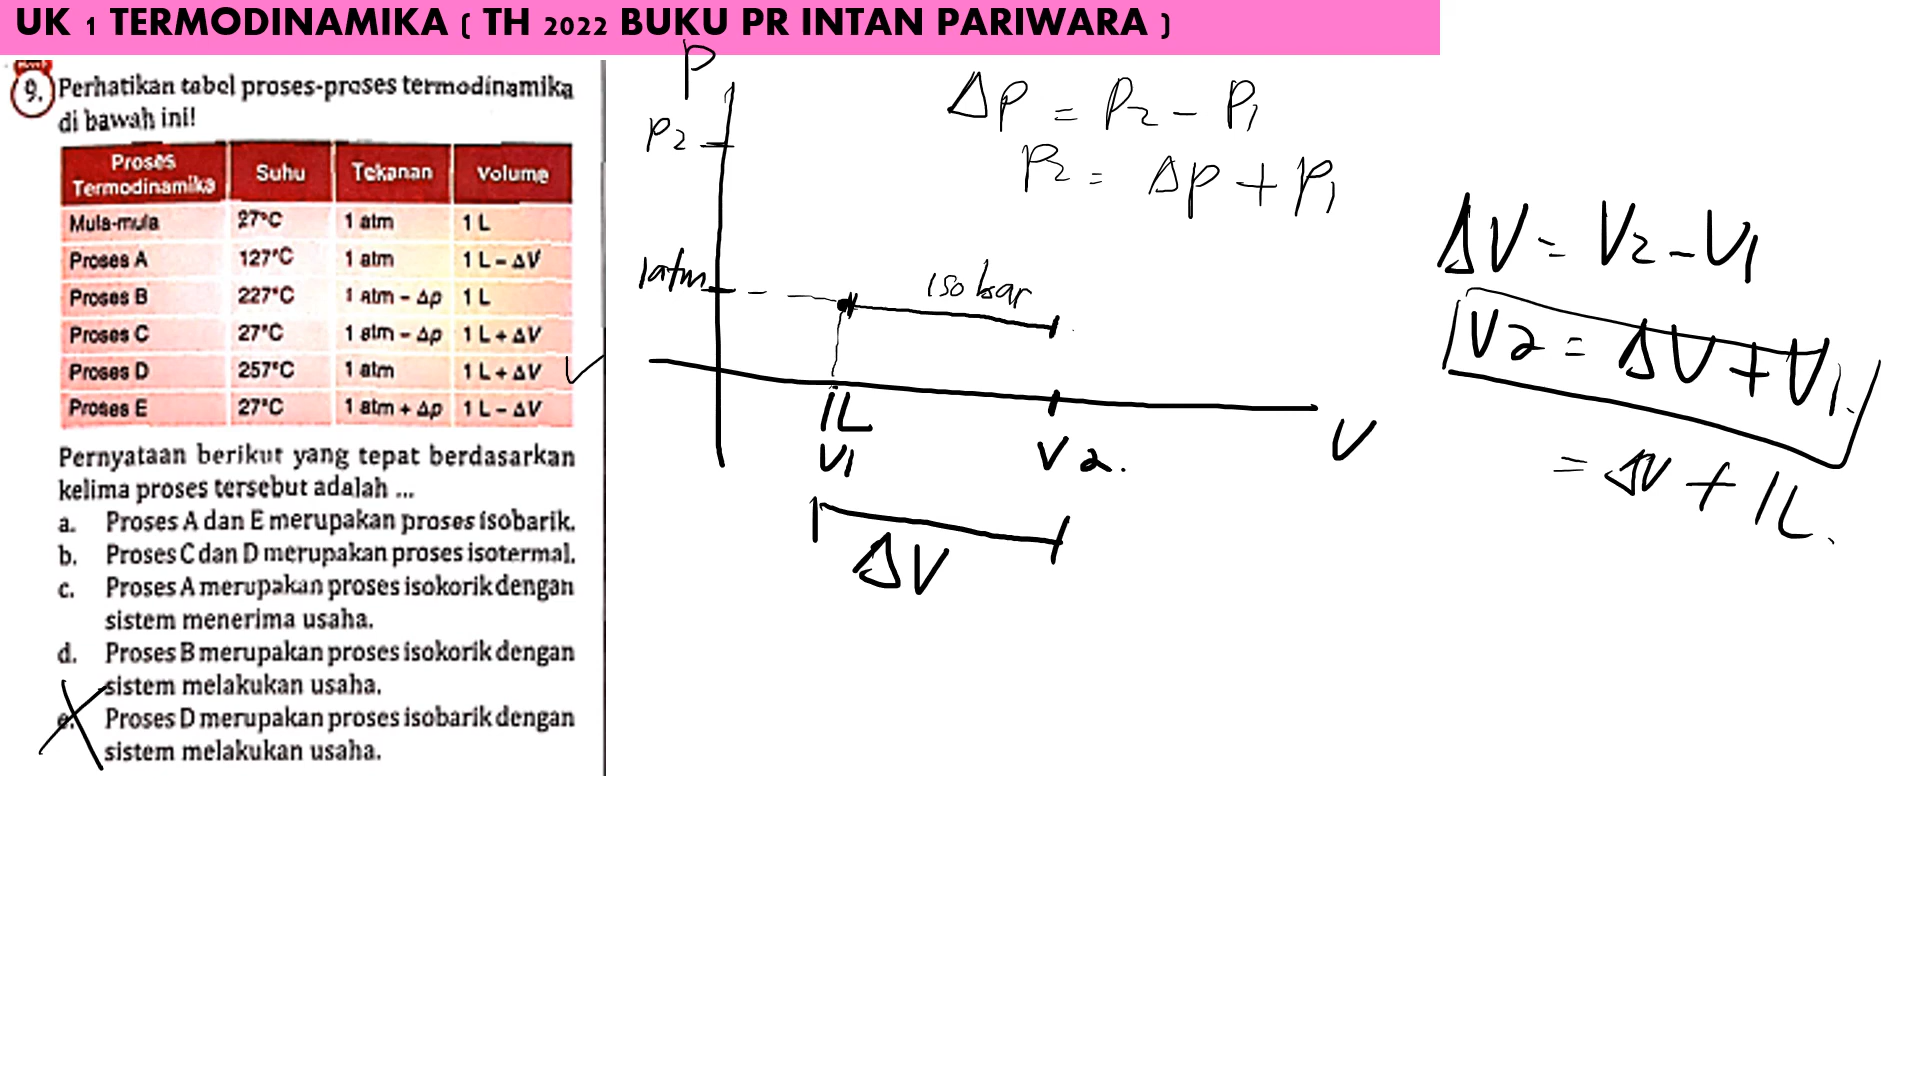 UK 1 TERMODINAMIKA ( TH 2022 BUKU PR INTAN PARIWARA )
9. Perhatikan tabel proses-proses termodinamika
di bawah ini!
Proses Termodinamika Suhu Tekanan Volume
Mula-mula 27°C 1 atm 1 L
Proses A 127°C 1 atm 1 L - ΔV
Proses B 227°C 1 atm - Δp 1 L
Proses C 27°C 1 atm - Δp 1 L + ΔV
Proses D 257°C 1 atm 1 L + ΔV
Proses E 27°C 1 atm + Δp 1 L - ΔV
Pernyataan berikut yang tepat berdasarkan
kelima proses tersebut adalah ...
a. Proses A dan E merupakan proses isobarik.
b. Proses C dan D merupakan proses isotermal.
c. Proses A merupakan proses isokorik dengan
sistem menerima usaha.
d. Proses B merupakan proses isokorik dengan
sistem melakukan usaha.
e. Proses D merupakan proses isobarik dengan
sistem melakukan usaha.
P
P2
1atm
isobar
1L
V1
V2.
V
ΔV
ΔP = P2 - P1
P2 = ΔP + P1
ΔV = V2 - V1
V2 = ΔV + V1.
= ΔV + 1L.